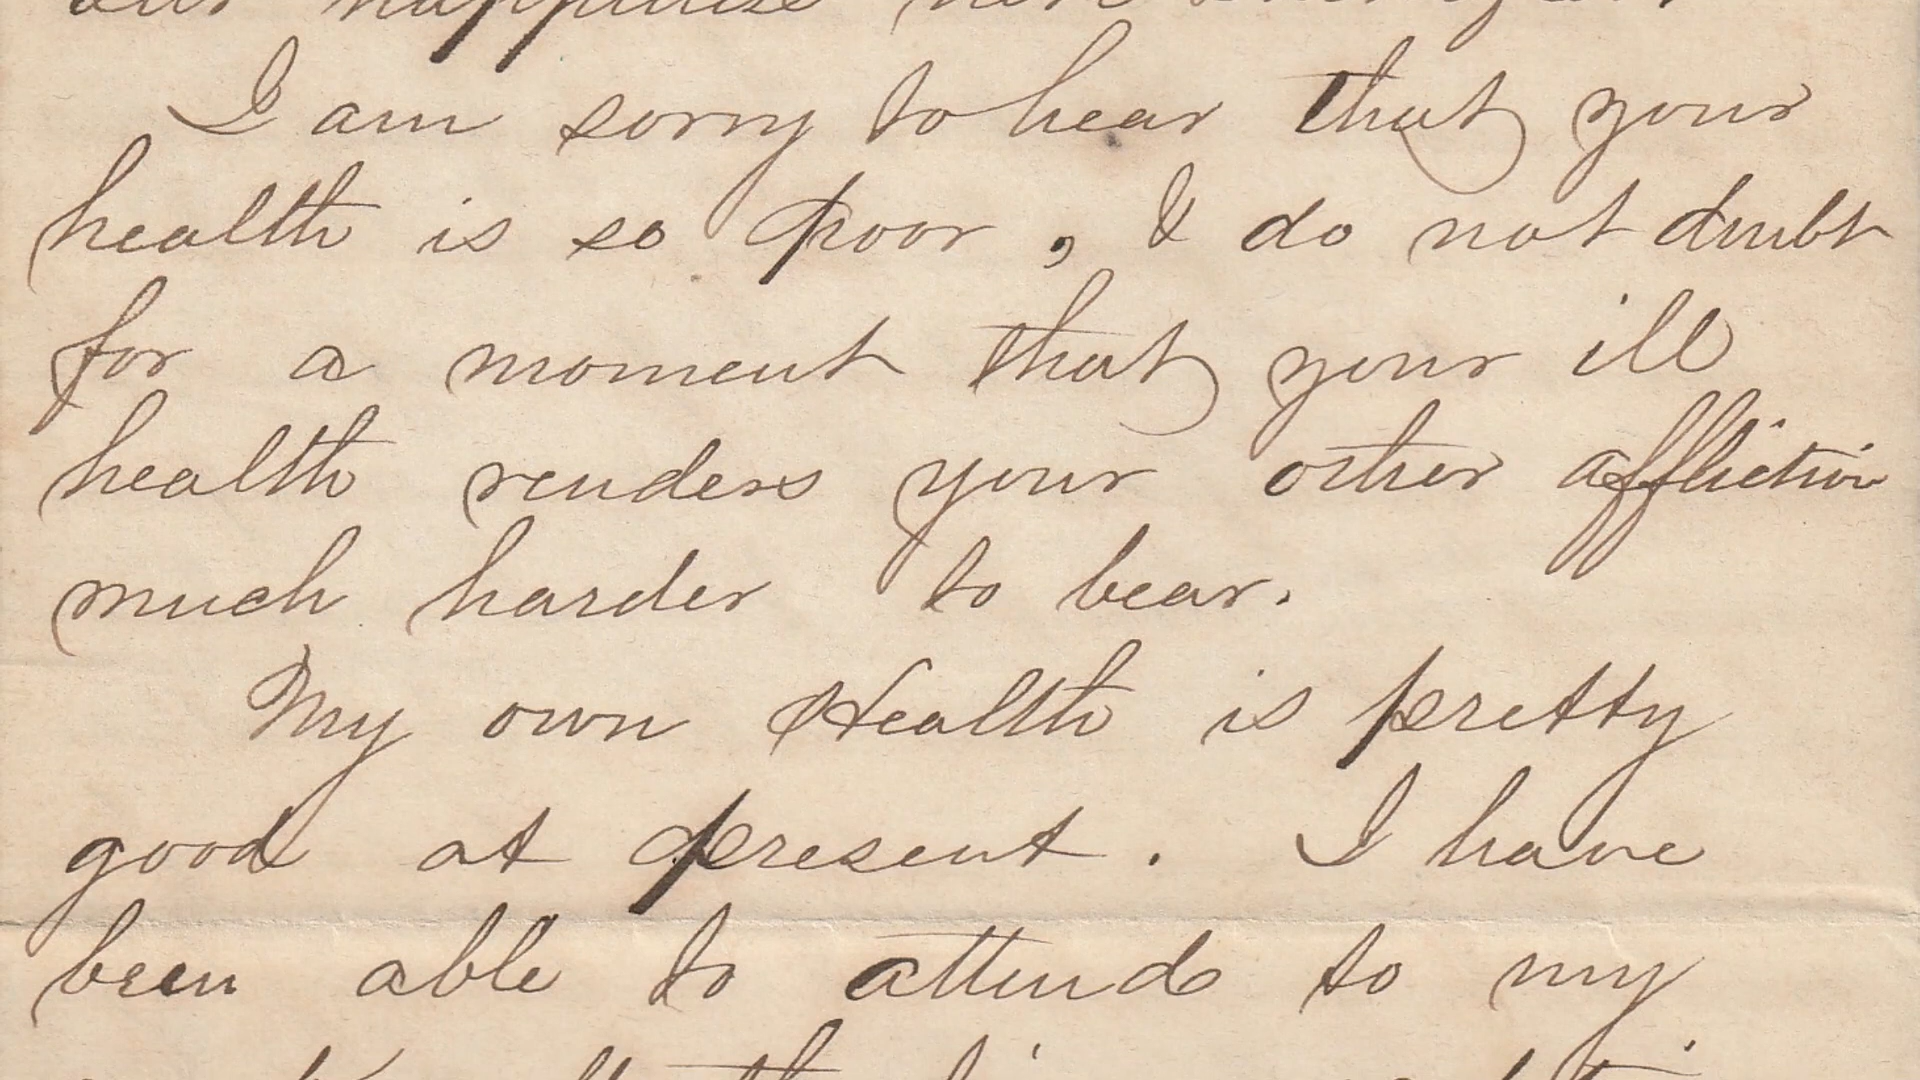 I am sorry to hear that your
health is so poor, I do not doubt
for a moment that your ill
health renders your other affliction
much harder to bear.
My own Health is pretty
good at present. I have
been able to attend to my